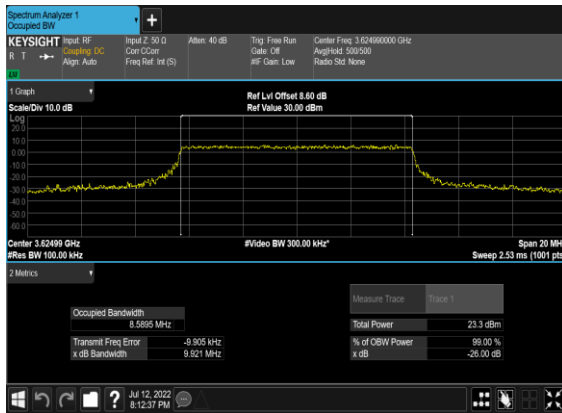 Spectrum Analyzer 1
Occupied BW
KEYSIGHT
R T
Input: RF
Coupling: DC
Align: Auto
Input Z: 50 Ω
Corr CCorr
Freq Ref: Int (S)
Atten: 40 dB
Trig: Free Run
Gate: Off
#IF Gain: Low
Center Freq: 3.624990000 GHz
Avg|Hold: 500/500
Radio Std: None
1 Graph
Scale/Div 10.0 dB
Ref Lvl Offset 8.60 dB
Ref Value 30.00 dBm
Log
20.0
10.0
0.00
-10.0
-20.0
-30.0
-40.0
-50.0
-60.0
Center 3.62499 GHz
#Res BW 100.00 kHz
#Video BW 300.00 kHz*
Span 20 MH
Sweep 2.53 ms (1001 pts
2 Metrics
Measure Trace
Trace 1
Occupied Bandwidth
8.5895 MHz
Total Power
23.3 dBm
Transmit Freq Error
-9.905 kHz
% of OBW Power
99.00 %
x dB Bandwidth
9.921 MHz
x dB
-26.00 dB
?
Jul 12, 2022
8:12:37 PM